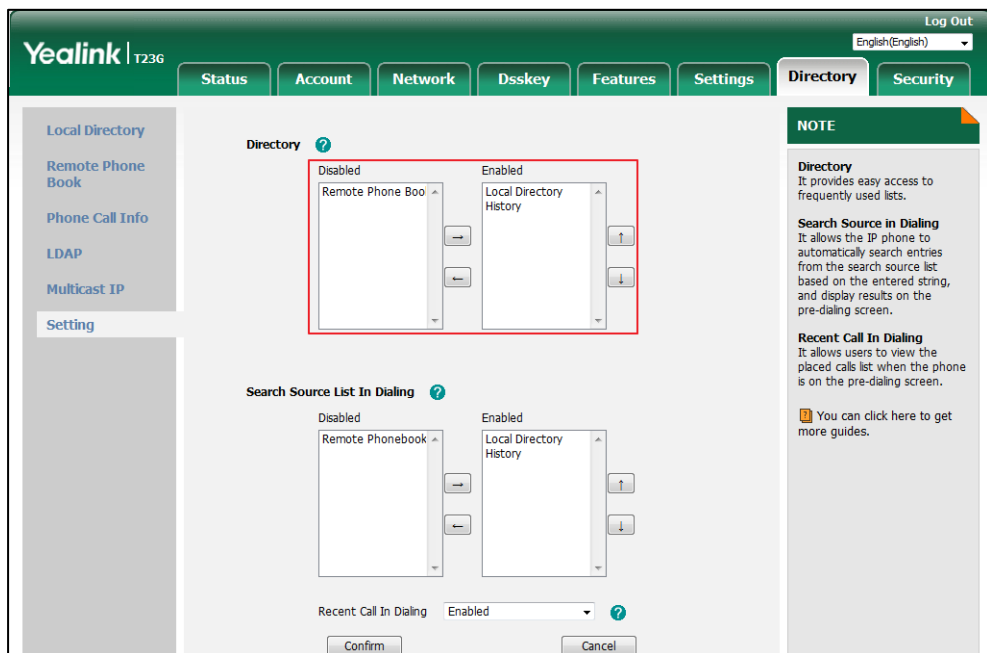 Log Out
English(English)
Yealink | T23G
Status
Account
Network
Dsskey
Features
Settings
Directory
Security
Local Directory
Remote Phone
Book
Phone Call Info
LDAP
Multicast IP
Setting
Directory ?
Disabled
Enabled
Remote Phone Boo
Local Directory
History
→
←
↑
↓
Search Source List In Dialing ?
Disabled
Enabled
Remote Phonebook
Local Directory
History
→
←
↑
↓
Recent Call In Dialing Enabled ?
Confirm
Cancel
NOTE
Directory
It provides easy access to
frequently used lists.
Search Source in Dialing
It allows the IP phone to
automatically search entries
from the search source list
based on the entered string,
and display results on the
pre-dialing screen.
Recent Call In Dialing
It allows users to view the
placed calls list when the phone
is on the pre-dialing screen.
? You can click here to get
more guides.